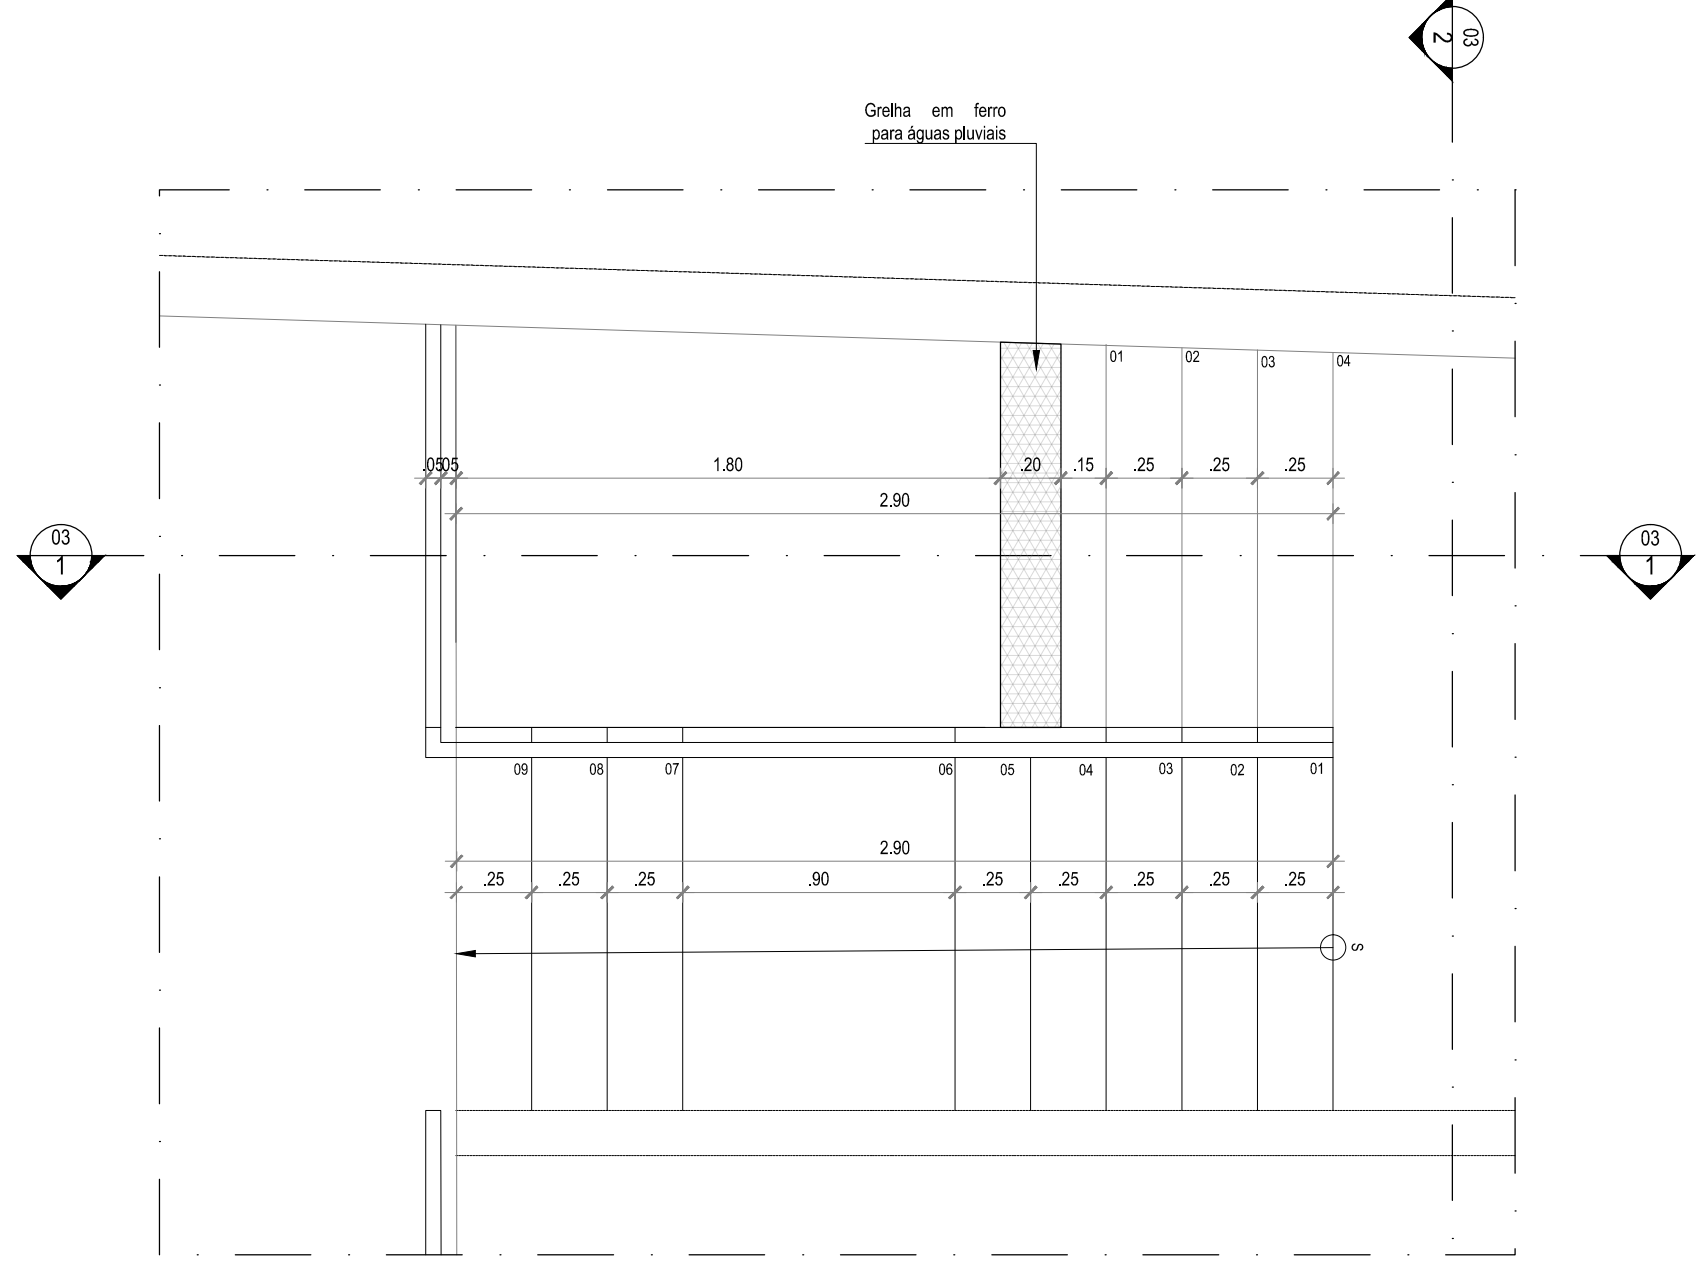 03
2
Grelha em ferro
para águas pluviais
01 02 03 04
.05 .05 1.80 .20 .15 .25 .25 .25
2.90
03
1
03
1
09 08 07 06 05 04 03 02 01
2.90
.25 .25 .25 .90 .25 .25 .25 .25 .25
S